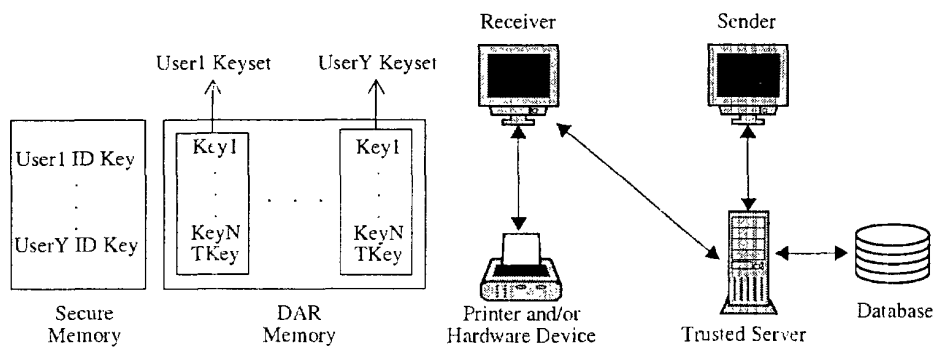 Receiver
Sender
User1 Keyset
UserY Keyset
User1 ID Key
UserY ID Key
Key1
KeyN
TKey
Key1
KeyN
TKey
Secure
Memory
DAR
Memory
Printer and/or
Hardware Device
Trusted Server
Database